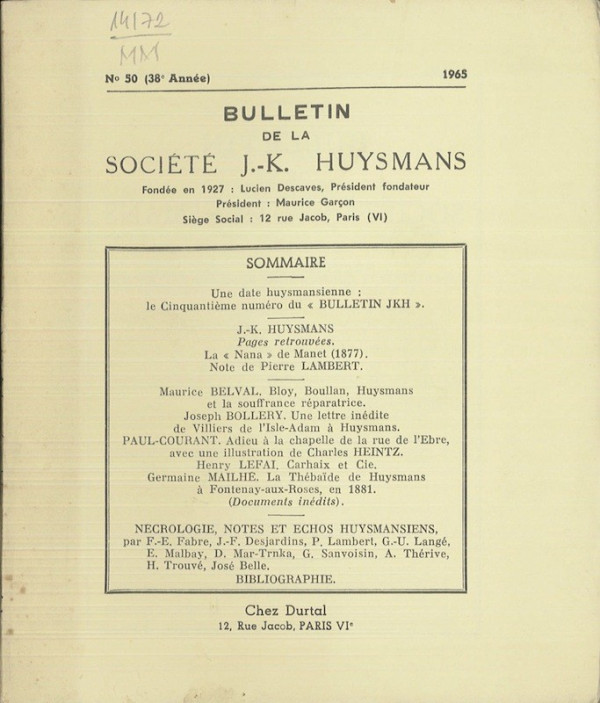 14172
MM
No 50 (38e Année) 1965
BULLETIN
DE LA
SOCIÉTÉ J.-K. HUYSMANS
Fondée en 1927 : Lucien Descaves, Président fondateur
Président : Maurice Garçon
Siège Social : 12 rue Jacob, Paris (VI)
SOMMAIRE
Une date huysmansienne :
le Cinquantième numéro du « BULLETIN JKH ».
J.-K. HUYSMANS
Pages retrouvées.
La « Nana » de Manet (1877).
Note de Pierre LAMBERT.
Maurice BELVAL. Bloy, Boullan, Huysmans
et la souffrance réparatrice.
Joseph BOLLERY. Une lettre inédite
de Villiers de l'Isle-Adam à Huysmans.
PAUL-COURANT. Adieu à la chapelle de la rue de l'Ebre,
avec une illustration de Charles HEINTZ.
Henry LEFAI. Carhaix et Cie.
Germaine MAILHE. La Thébaïde de Huysmans
à Fontenay-aux-Roses, en 1881.
(Documents inédits).
NECROLOGIE, NOTES ET ECHOS HUYSMANSIENS,
par F.-E. Fabre, J.-F. Desjardins, P. Lambert, G.-U. Langé,
E. Malbay, D. Mar-Trnka, G. Sanvoisin, A. Thérive,
H. Trouvé, José Belle.
BIBLIOGRAPHIE.
Chez Durtal
12, Rue Jacob, PARIS VIe